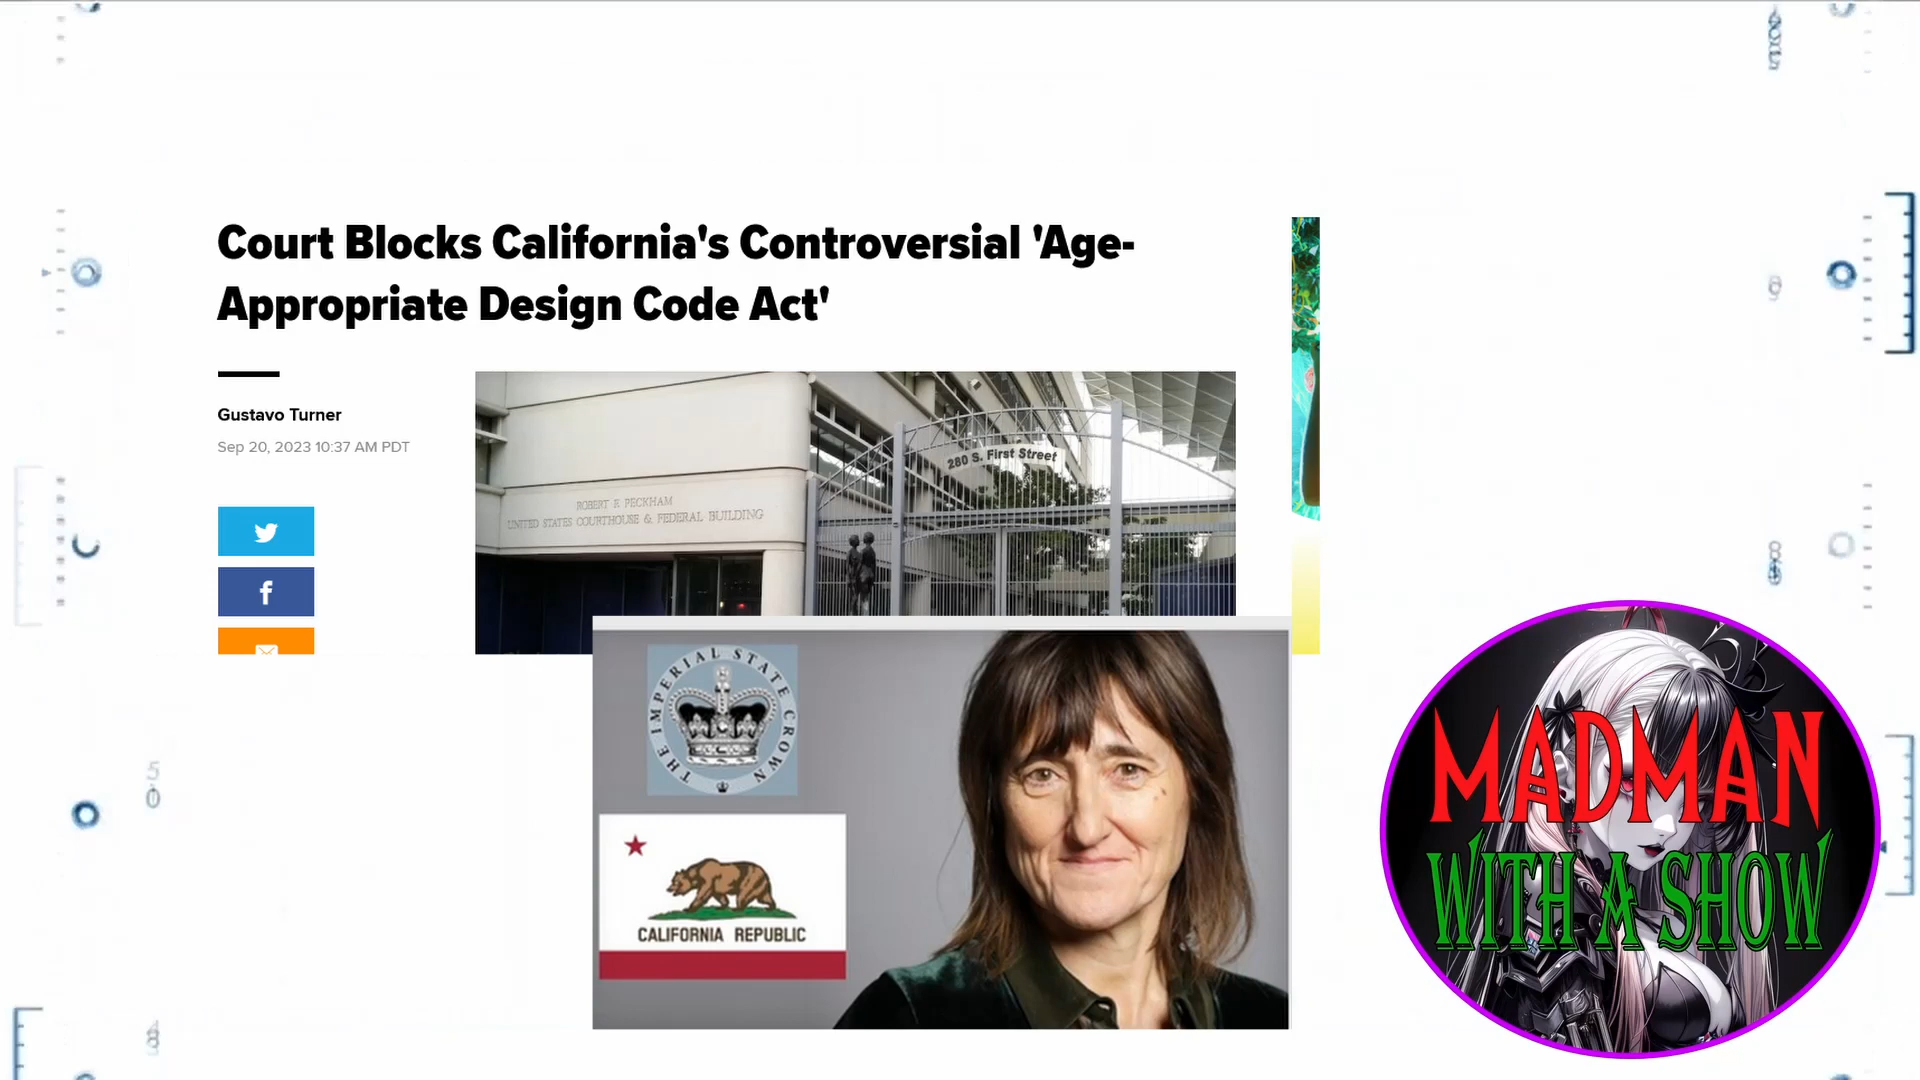 Court Blocks California's Controversial 'Age-
Appropriate Design Code Act'
Gustavo Turner
Sep 20, 2023 10:37 AM PDT
280 S. First Street
ROBERT F. PECKHAM
UNITED STATES COURTHOUSE & FEDERAL BUILDING
THE IMPERIAL STATE CROWN
CALIFORNIA REPUBLIC
MADMAN
WITH A SHOW